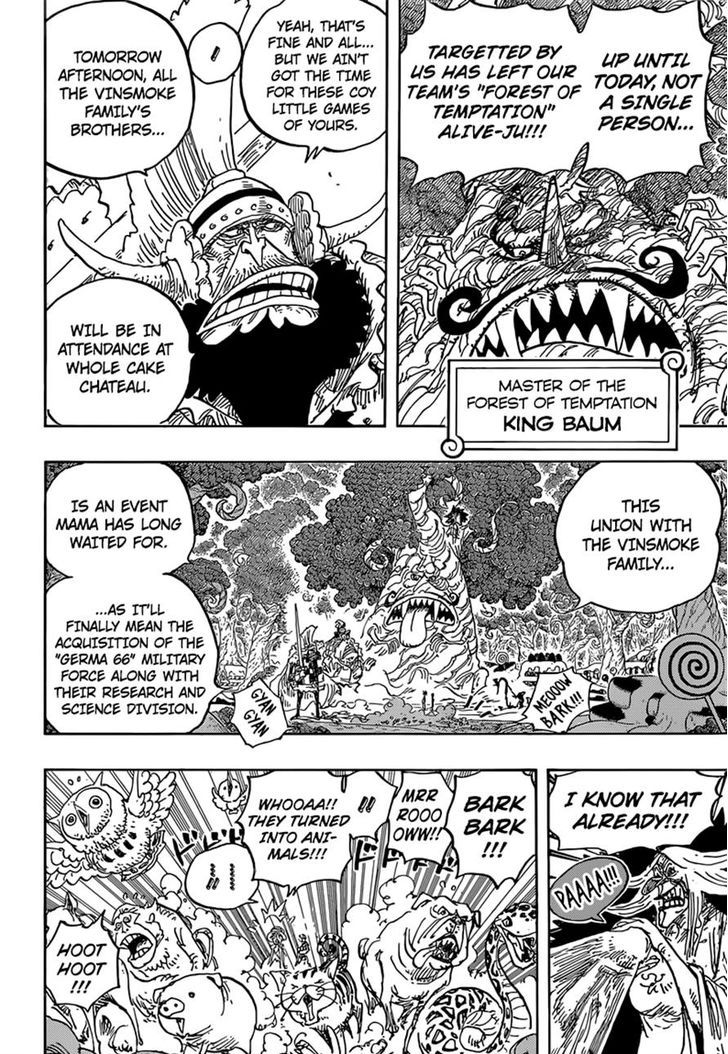 UP UNTIL
TODAY, NOT
A SINGLE
PERSON...
TARGETTED BY
US HAS LEFT OUR
TEAM'S "FOREST OF
TEMPTATION"
ALIVE-JU!!!
MASTER OF THE
FOREST OF TEMPTATION
KING BAUM
YEAH, THAT'S
FINE AND ALL...
BUT WE AIN'T
GOT THE TIME
FOR THESE COY
LITTLE GAMES
OF YOURS.
TOMORROW
AFTERNOON, ALL
THE VINSMOKE
FAMILY'S
BROTHERS...
WILL BE IN
ATTENDANCE AT
WHOLE CAKE
CHATEAU.
THIS
UNION WITH
THE VINSMOKE
FAMILY...
IS AN EVENT
MAMA HAS LONG
WAITED FOR.
...AS IT'LL
FINALLY MEAN THE
ACQUISITION OF THE
"GERMA 66" MILITARY
FORCE ALONG WITH
THEIR RESEARCH AND
SCIENCE DIVISION.
MEOOOW
BARK!!!
GYAN
GYAN
I KNOW THAT
ALREADY!!!
PAAAA!!!
BARK
BARK
!!!
MRR
ROOO
OWW!!
!!
WHOOAA!!
THEY TURNED
INTO ANI-
MALS!!!
!! !!
ドドド
HOOT
HOOT
!!!